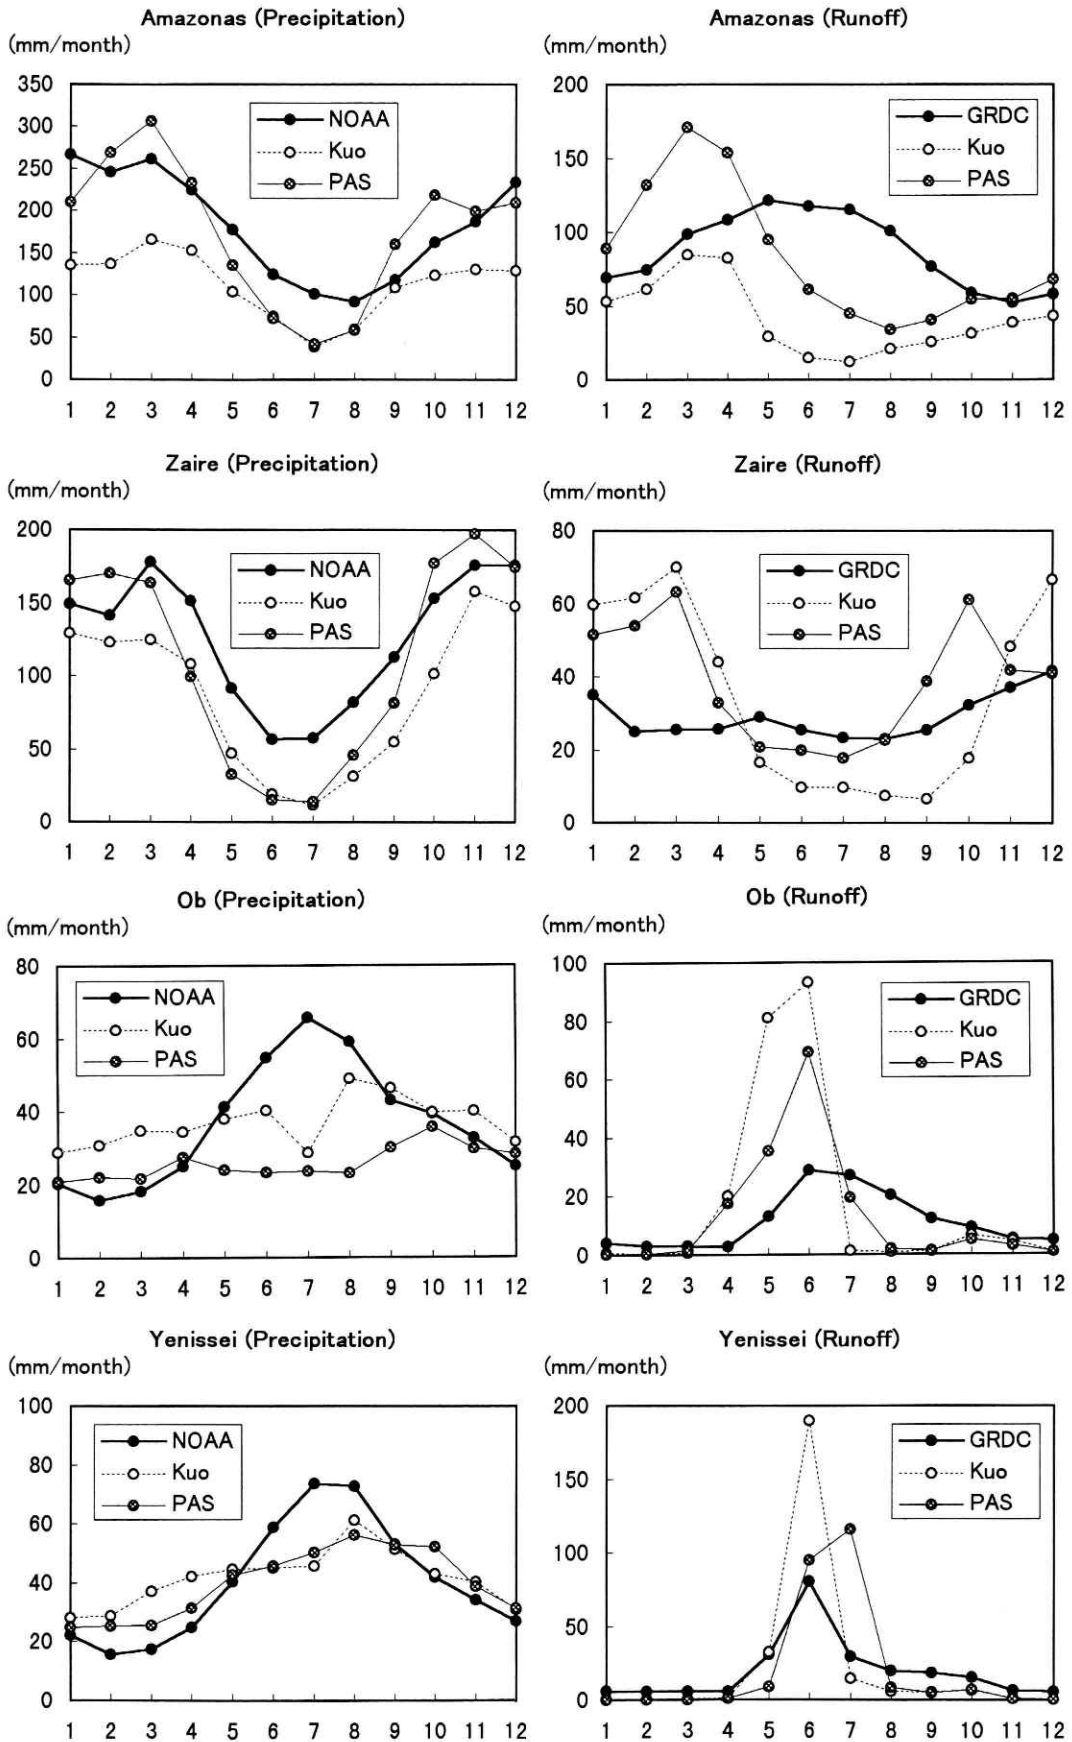 Amazonas (Precipitation)
(mm/month)
350
300
250
200
150
100
50
0
NOAA
Kuo
PAS
1 2 3 4 5 6 7 8 9 10 11 12
Amazonas (Runoff)
(mm/month)
200
150
100
50
0
GRDC
Kuo
PAS
1 2 3 4 5 6 7 8 9 10 11 12
Zaire (Precipitation)
(mm/month)
200
150
100
50
0
NOAA
Kuo
PAS
1 2 3 4 5 6 7 8 9 10 11 12
Zaire (Runoff)
(mm/month)
80
60
40
20
0
GRDC
Kuo
PAS
1 2 3 4 5 6 7 8 9 10 11 12
Ob (Precipitation)
(mm/month)
80
60
40
20
0
NOAA
Kuo
PAS
1 2 3 4 5 6 7 8 9 10 11 12
Ob (Runoff)
(mm/month)
100
80
60
40
20
0
GRDC
Kuo
PAS
1 2 3 4 5 6 7 8 9 10 11 12
Yenissei (Precipitation)
(mm/month)
100
80
60
40
20
0
NOAA
Kuo
PAS
1 2 3 4 5 6 7 8 9 10 11 12
Yenissei (Runoff)
(mm/month)
200
150
100
50
0
GRDC
Kuo
PAS
1 2 3 4 5 6 7 8 9 10 11 12